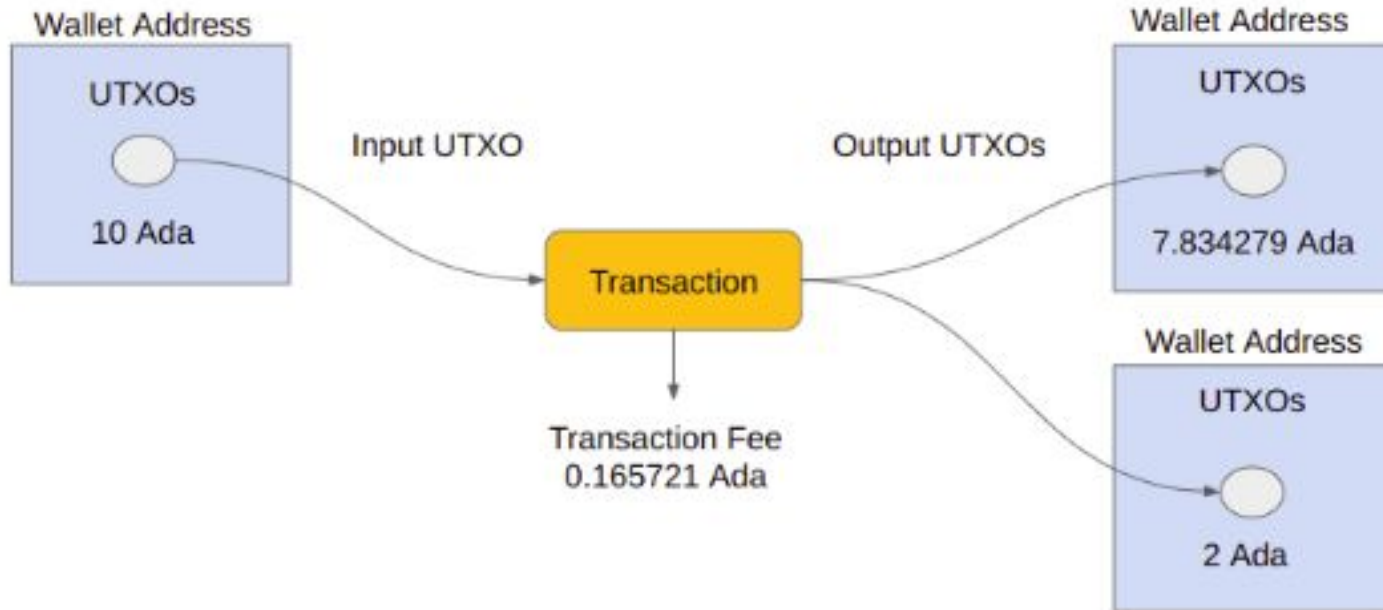 Wallet Address
UTXOs
10 Ada
Input UTXO
Transaction
Transaction Fee
0.165721 Ada
Output UTXOs
Wallet Address
UTXOs
7.834279 Ada
Wallet Address
UTXOs
2 Ada